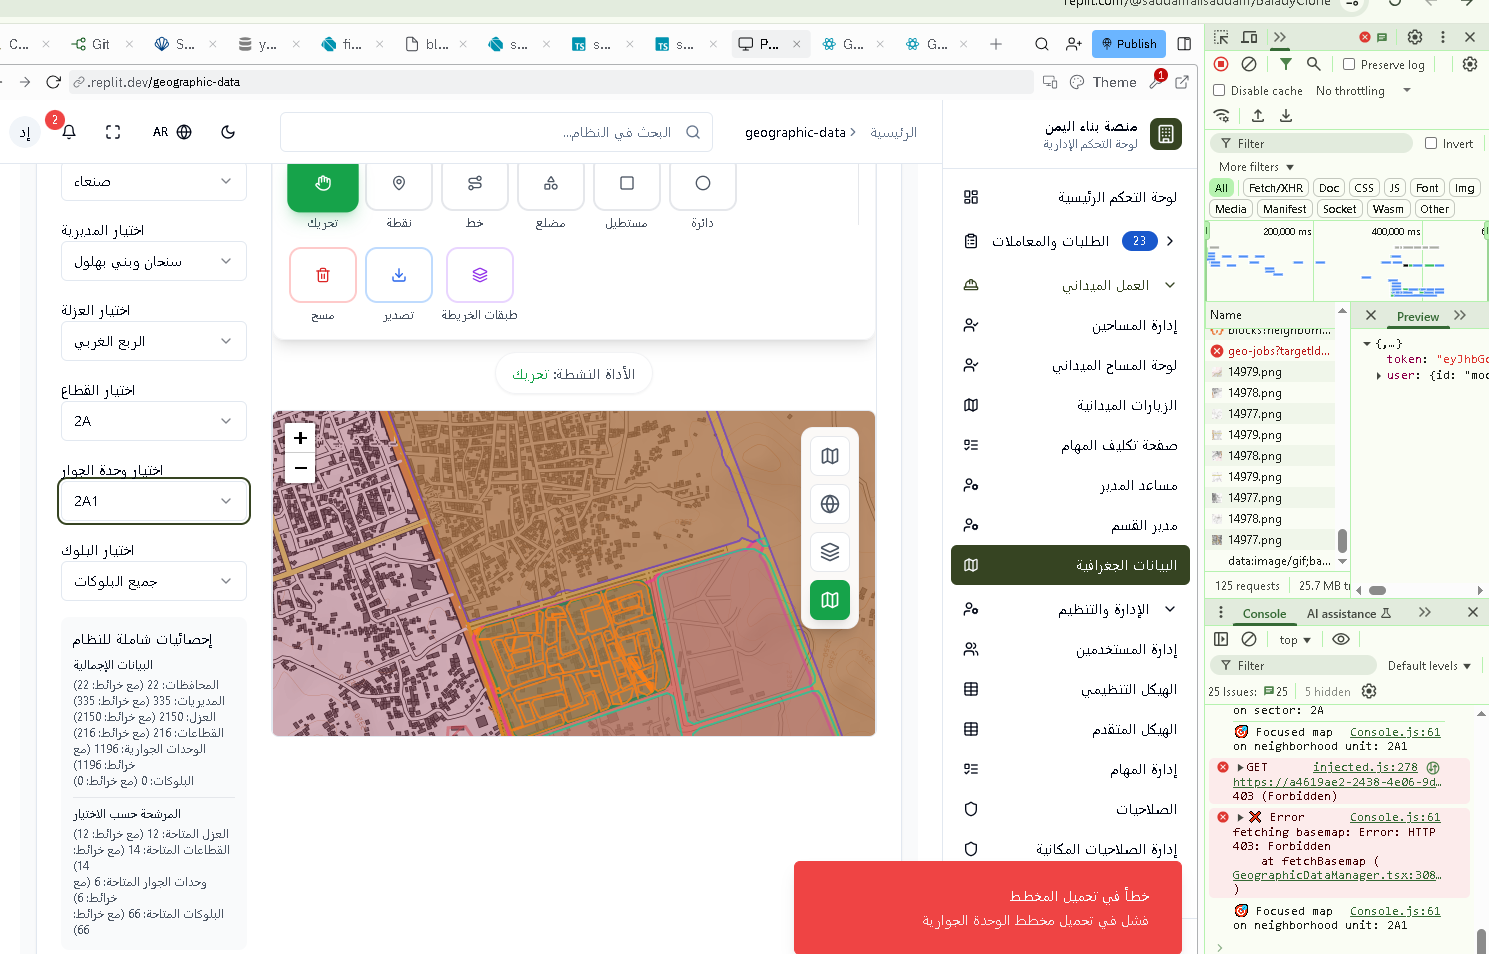 replit.com/@saddamalisaddam/BaladyClone
C...
Git
S...
y...
fi...
bl...
s...
s...
s...
P...
G...
G...
Publish
.replit.dev/geographic-data
Theme
1
إد
2
AR
البحث في النظام...
geographic-data
الرئيسية
منصة بناء اليمن
لوحة التحكم الإدارية
لوحة التحكم الرئيسية
الطلبات والمعاملات
23
العمل الميداني
إدارة المساحين
لوحة المساح الميداني
الزيارات الميدانية
صفحة تكليف المهام
مساعد المدير
مدير القسم
البيانات الجغرافية
الإدارة والتنظيم
إدارة المستخدمين
الهيكل التنظيمي
الهيكل المتقدم
إدارة المهام
الصلاحيات
إدارة الصلاحيات المكانية
دائرة
مستطيل
مضلع
خط
نقطة
تحريك
طبقات الخريطة
تصدير
مسح
الأداة النشطة: تحريك
+
−
صنعاء
اختيار المديرية
سنحان وبني بهلول
اختيار العزلة
الربع الغربي
اختيار القطاع
2A
اختيار وحدة الجوار
2A1
اختيار البلوك
جميع البلوكات
إحصائيات شاملة للنظام
البيانات الإجمالية
المحافظات: 22 (مع خرائط: 22)
المديريات: 335 (مع خرائط: 335)
العزل: 2150 (مع خرائط: 2150)
القطاعات: 216 (مع خرائط: 216)
الوحدات الجوارية: 1196 (مع
خرائط: 1196)
البلوكات: 0 (مع خرائط: 0)
المرشحة حسب الاختيار
العزل المتاحة: 12 (مع خرائط: 12)
القطاعات المتاحة: 14 (مع خرائط:
14)
وحدات الجوار المتاحة: 6 (مع
خرائط: 6)
البلوكات المتاحة: 66 (مع خرائط:
66)
خطأ في تحميل المخطط
فشل في تحميل مخطط الوحدة الجوارية
Preserve log
Disable cache
No throttling
Filter
Invert
More filters
All
Fetch/XHR
Doc
CSS
JS
Font
Img
Media
Manifest
Socket
Wasm
Other
200,000 ms
400,000 ms
Name
blocks?neighborh...
geo-jobs?targetId...
14979.png
14978.png
14977.png
14979.png
14978.png
14979.png
14977.png
14978.png
14977.png
data:image/gif;ba...
125 requests
25.7 MB tr
Preview
{,…}
token: "eyJhbGc
user: {id: "moc
Console
AI assistance
top
Filter
Default levels
25 Issues:
25
5 hidden
on sector: 2A
🎯 Focused map Console.js:61
on neighborhood unit: 2A1
GET injected.js:278
https://a4619ae2-2438-4e06-9d…
403 (Forbidden)
❌ Error Console.js:61
fetching basemap: Error: HTTP
403: Forbidden
at fetchBasemap (
GeographicDataManager.tsx:308…
)
🎯 Focused map Console.js:61
on neighborhood unit: 2A1